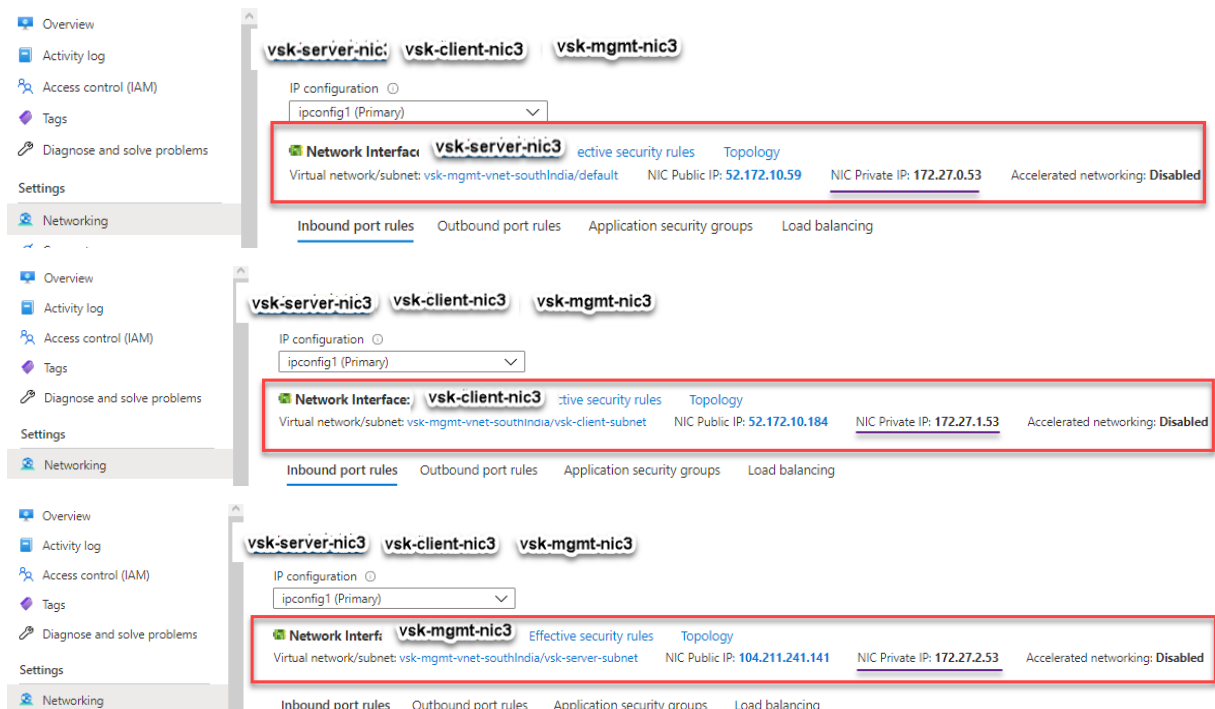 Overview
Activity log
Access control (IAM)
Tags
Diagnose and solve problems
Settings
Networking
vsk-server-nic: vsk-client-nic3 vsk-mgmt-nic3
IP configuration
ipconfig1 (Primary)
Network Interface vsk-server-nic3 ective security rules Topology
Virtual network/subnet: vsk-mgmt-vnet-southIndia/default NIC Public IP: 52.172.10.59 NIC Private IP: 172.27.0.53 Accelerated networking: Disabled
Inbound port rules Outbound port rules Application security groups Load balancing
Overview
Activity log
Access control (IAM)
Tags
Diagnose and solve problems
Settings
Networking
vsk-server-nic3 vsk-client-nic3 vsk-mgmt-nic3
IP configuration
ipconfig1 (Primary)
Network Interface: vsk-client-nic3 ctive security rules Topology
Virtual network/subnet: vsk-mgmt-vnet-southIndia/vsk-client-subnet NIC Public IP: 52.172.10.184 NIC Private IP: 172.27.1.53 Accelerated networking: Disabled
Inbound port rules Outbound port rules Application security groups Load balancing
Overview
Activity log
Access control (IAM)
Tags
Diagnose and solve problems
Settings
Networking
vsk-server-nic3 vsk-client-nic3 vsk-mgmt-nic3
IP configuration
ipconfig1 (Primary)
Network Interfa vsk-mgmt-nic3 Effective security rules Topology
Virtual network/subnet: vsk-mgmt-vnet-southIndia/vsk-server-subnet NIC Public IP: 104.211.241.141 NIC Private IP: 172.27.2.53 Accelerated networking: Disabled
Inbound port rules Outbound port rules Application security groups Load balancing